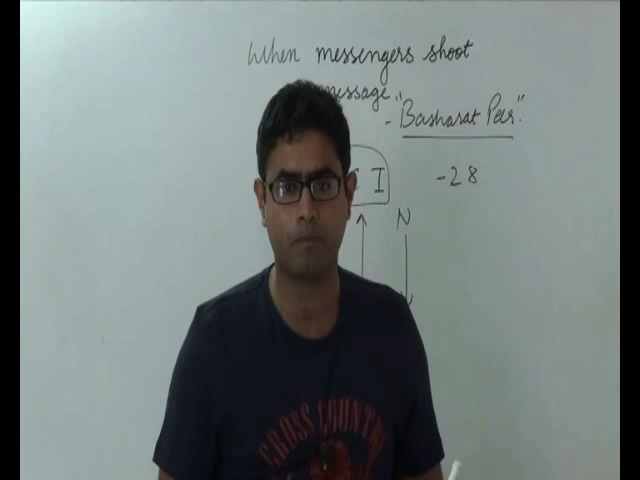 When messengers shoot
message."
- "Basharat Peer".
I
-28
N
CROSS COUNTRY